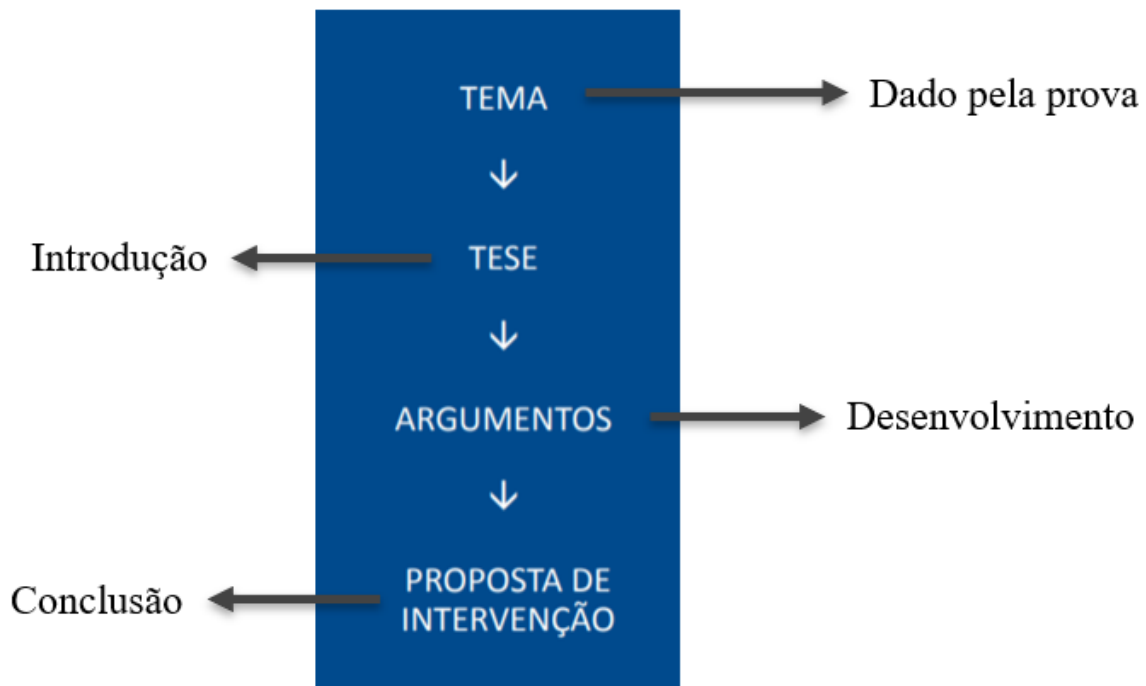 TEMA
Dado pela prova
↓
Introdução
TESE
↓
ARGUMENTOS
Desenvolvimento
↓
Conclusão
PROPOSTA DE
INTERVENÇÃO